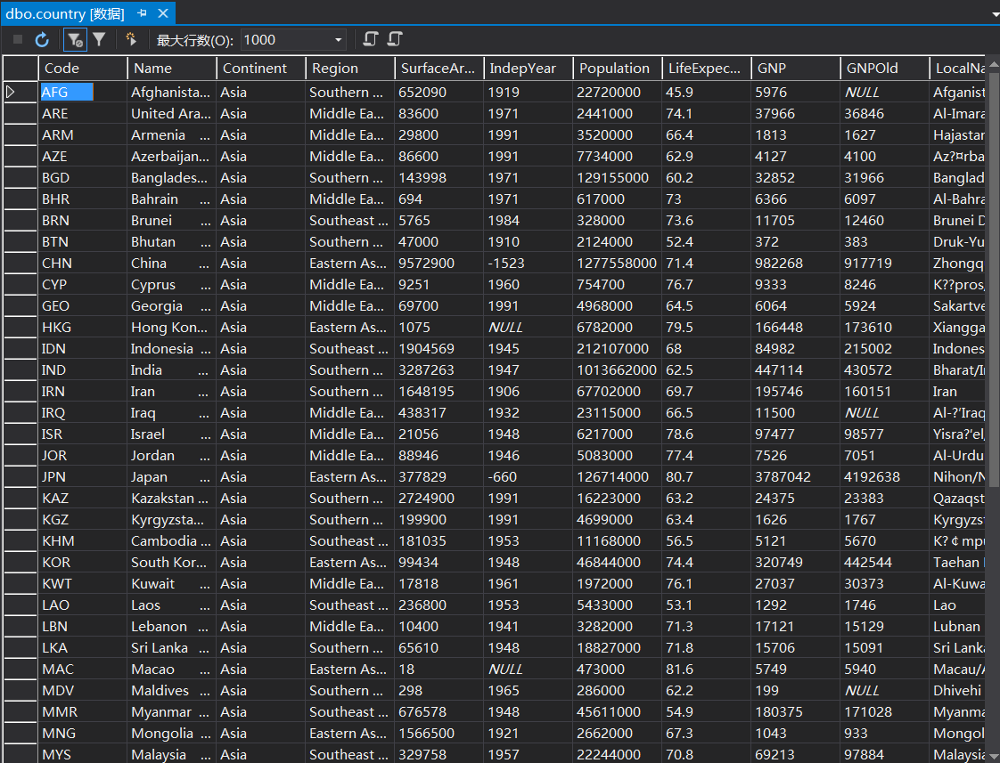 dbo.country [数据]
最大行数(O): 1000
Code Name Continent Region SurfaceAr... IndepYear Population LifeExpec... GNP GNPOld LocalNa
AFG Afghanista... Asia Southern ... 652090 1919 22720000 45.9 5976 NULL Afganist
ARE United Ara... Asia Middle Ea... 83600 1971 2441000 74.1 37966 36846 Al-Imara
ARM Armenia ... Asia Middle Ea... 29800 1991 3520000 66.4 1813 1627 Hajastar
AZE Azerbaijan... Asia Middle Ea... 86600 1991 7734000 62.9 4127 4100 Az?¤rba
BGD Banglades... Asia Southern ... 143998 1971 129155000 60.2 32852 31966 Banglad
BHR Bahrain ... Asia Middle Ea... 694 1971 617000 73 6366 6097 Al-Bahra
BRN Brunei ... Asia Southeast ... 5765 1984 328000 73.6 11705 12460 Brunei D
BTN Bhutan ... Asia Southern ... 47000 1910 2124000 52.4 372 383 Druk-Yu
CHN China ... Asia Eastern As... 9572900 -1523 1277558000 71.4 982268 917719 Zhongq
CYP Cyprus ... Asia Middle Ea... 9251 1960 754700 76.7 9333 8246 K??pros,
GEO Georgia ... Asia Middle Ea... 69700 1991 4968000 64.5 6064 5924 Sakartve
HKG Hong Kon... Asia Eastern As... 1075 NULL 6782000 79.5 166448 173610 Xiangga
IDN Indonesia ... Asia Southeast ... 1904569 1945 212107000 68 84982 215002 Indones
IND India ... Asia Southern ... 3287263 1947 1013662000 62.5 447114 430572 Bharat/I
IRN Iran ... Asia Southern ... 1648195 1906 67702000 69.7 195746 160151 Iran
IRQ Iraq ... Asia Middle Ea... 438317 1932 23115000 66.5 11500 NULL Al-?'Iraq
ISR Israel ... Asia Middle Ea... 21056 1948 6217000 78.6 97477 98577 Yisra?'el,
JOR Jordan ... Asia Middle Ea... 88946 1946 5083000 77.4 7526 7051 Al-Urdu
JPN Japan ... Asia Eastern As... 377829 -660 126714000 80.7 3787042 4192638 Nihon/N
KAZ Kazakstan ... Asia Southern ... 2724900 1991 16223000 63.2 24375 23383 Qazaqst
KGZ Kyrgyzsta... Asia Southern ... 199900 1991 4699000 63.4 1626 1767 Kyrgyzs
KHM Cambodia ... Asia Southeast ... 181035 1953 11168000 56.5 5121 5670 K?￠mpu
KOR South Kor... Asia Eastern As... 99434 1948 46844000 74.4 320749 442544 Taehan
KWT Kuwait ... Asia Middle Ea... 17818 1961 1972000 76.1 27037 30373 Al-Kuwa
LAO Laos ... Asia Southeast ... 236800 1953 5433000 53.1 1292 1746 Lao
LBN Lebanon ... Asia Middle Ea... 10400 1941 3282000 71.3 17121 15129 Lubnan
LKA Sri Lanka ... Asia Southern ... 65610 1948 18827000 71.8 15706 15091 Sri Lanka
MAC Macao ... Asia Eastern As... 18 NULL 473000 81.6 5749 5940 Macau/A
MDV Maldives ... Asia Southern ... 298 1965 286000 62.2 199 NULL Dhivehi
MMR Myanmar ... Asia Southeast ... 676578 1948 45611000 54.9 180375 171028 Myanma
MNG Mongolia ... Asia Eastern As... 1566500 1921 2662000 67.3 1043 933 Mongol
MYS Malaysia ... Asia Southeast ... 329758 1957 22244000 70.8 69213 97884 Malaysia